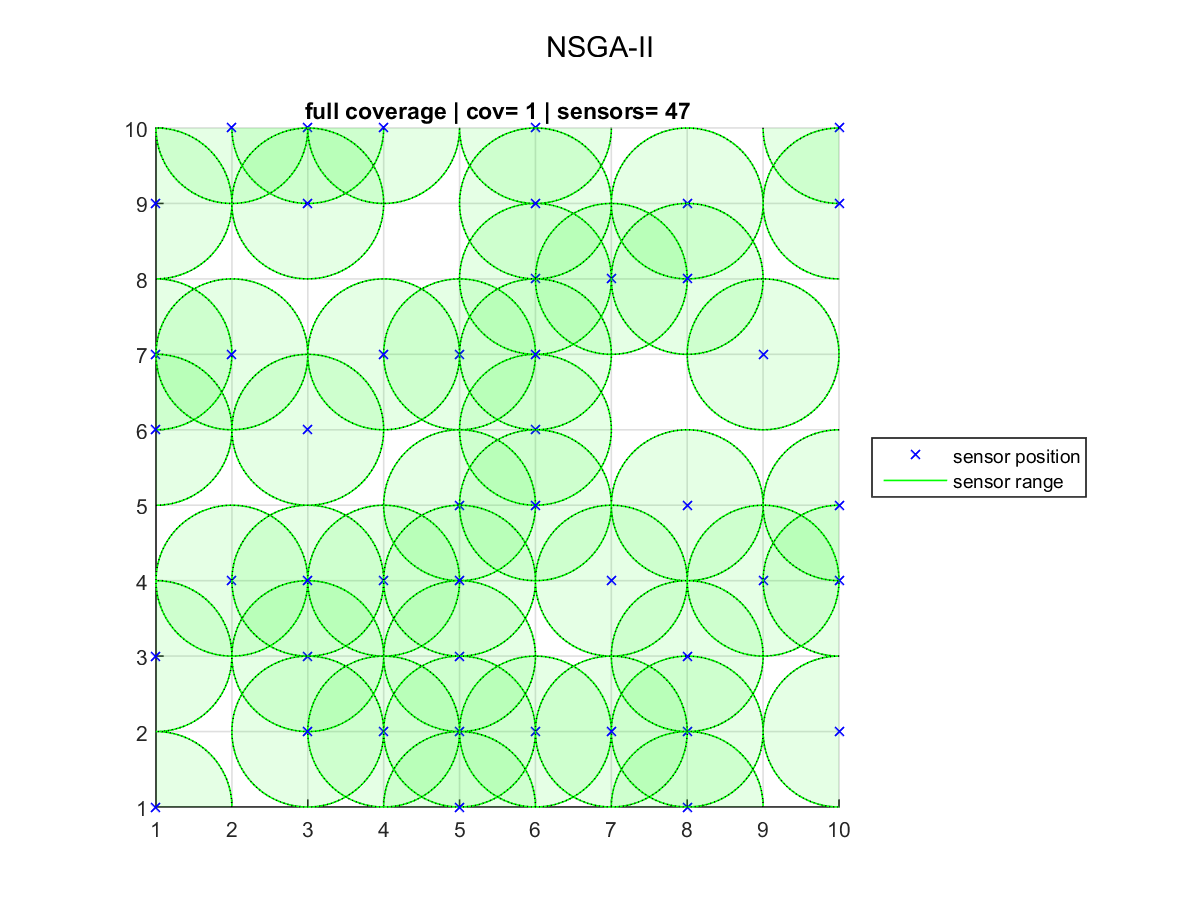 NSGA-II
full coverage | cov= 1 | sensors= 47
10
9
8
7
6
5
4
3
2
1
1 2 3 4 5 6 7 8 9 10
sensor position
sensor range